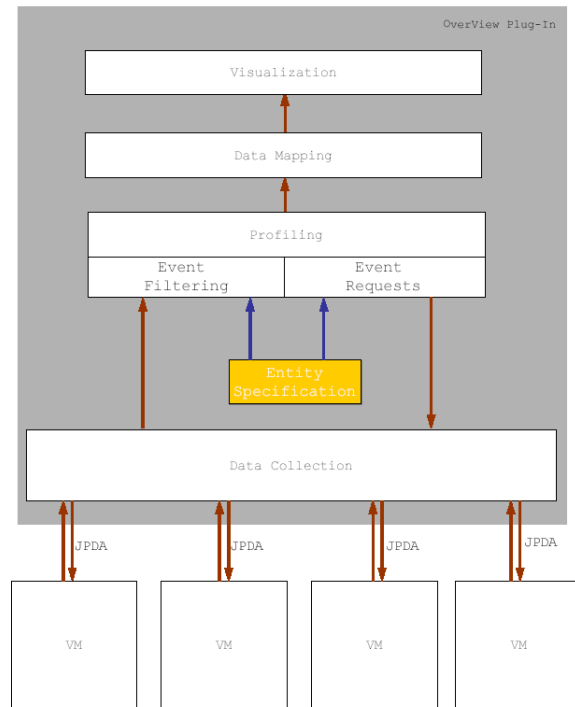 OverView Plug-In
Visualization
Data Mapping
Profiling
Event
Filtering
Event
Requests
Entity
Specification
Data Collection
JPDA
JPDA
JPDA
JPDA
VM
VM
VM
VM